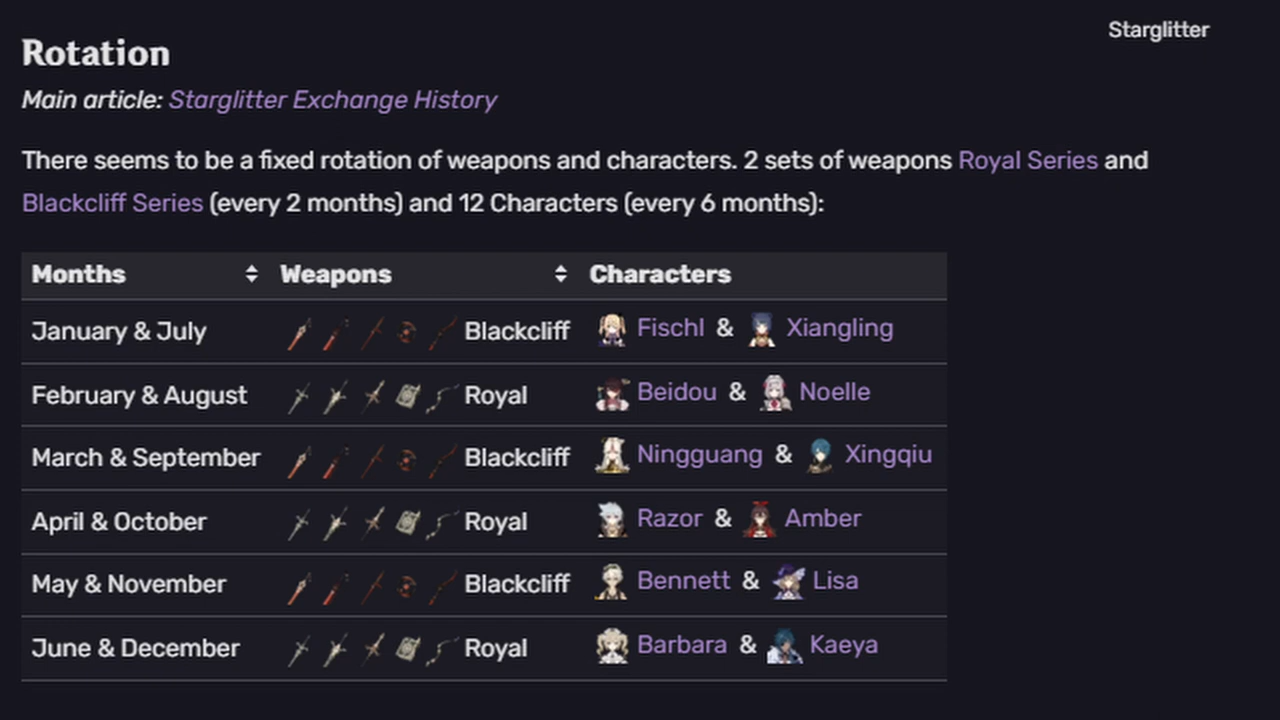 Starglitter
Rotation
Main article: Starglitter Exchange History
There seems to be a fixed rotation of weapons and characters. 2 sets of weapons Royal Series and
Blackcliff Series (every 2 months) and 12 Characters (every 6 months):
Months Weapons Characters
January & July Blackcliff Fischl & Xiangling
February & August Royal Beidou & Noelle
March & September Blackcliff Ningguang & Xingqiu
April & October Royal Razor & Amber
May & November Blackcliff Bennett & Lisa
June & December Royal Barbara & Kaeya